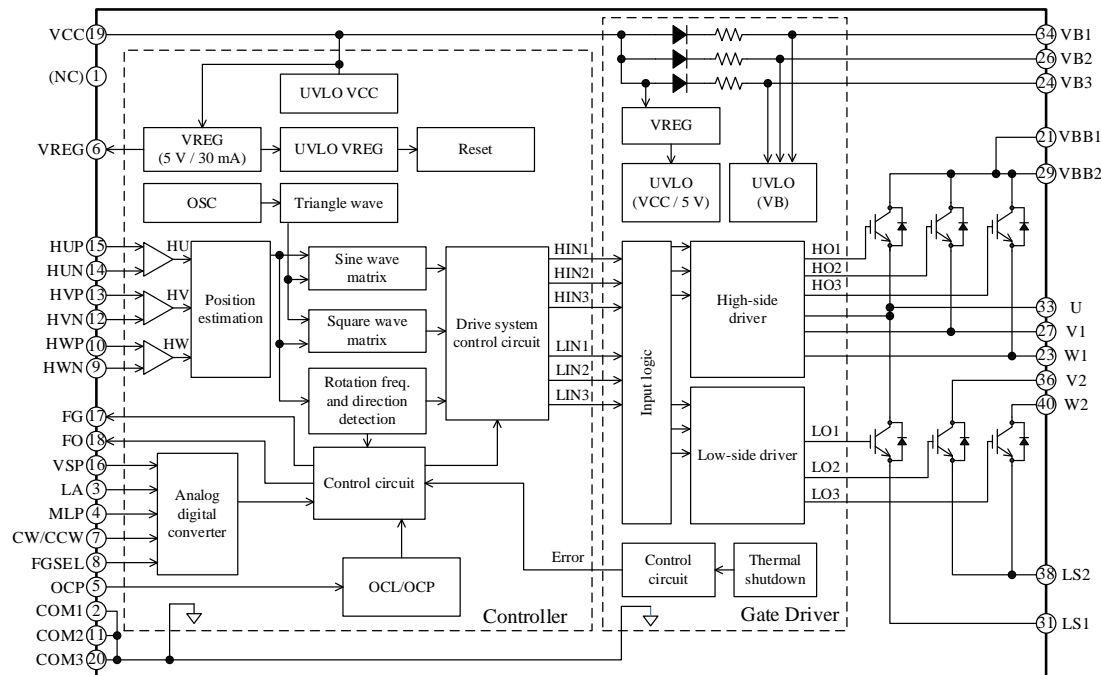 VCC 19
(NC) 1
VREG 6
HUP 15
HUN 14
HVP 13
HVN 12
HWP 10
HWN 9
FG 17
FO 18
VSP 16
LA 3
MLP 4
CW/CCW 7
FGSEL 8
OCP 5
COM1 2
COM2 11
COM3 20
UVLO VCC
VREG
(5 V / 30 mA)
UVLO VREG
Reset
OSC
Triangle wave
HU
HV
HW
Position
estimation
Sine wave
matrix
Square wave
matrix
Rotation freq.
and direction
detection
Drive system
control circuit
Control circuit
Analog
digital
converter
OCL/OCP
Controller
HIN1
HIN2
HIN3
LIN1
LIN2
LIN3
Error
VREG
UVLO
(VCC / 5 V)
UVLO
(VB)
Input logic
High-side
driver
Low-side driver
Control
circuit
Thermal
shutdown
Gate Driver
HO1
HO2
HO3
LO1
LO2
LO3
34 VB1
26 VB2
24 VB3
21 VBB1
29 VBB2
33 U
27 V1
23 W1
36 V2
40 W2
38 LS2
31 LS1